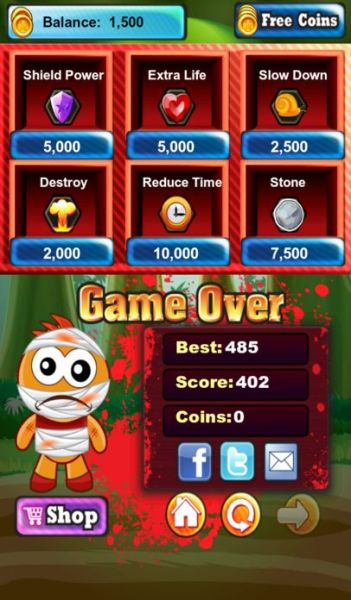 Balance: 1,500
Free Coins
Shield Power
Extra Life
Slow Down
5,000
5,000
2,500
Destroy
Reduce Time
Stone
2,000
10,000
7,500
Game Over
Best: 485
Score: 402
Coins: 0
f
t
Shop